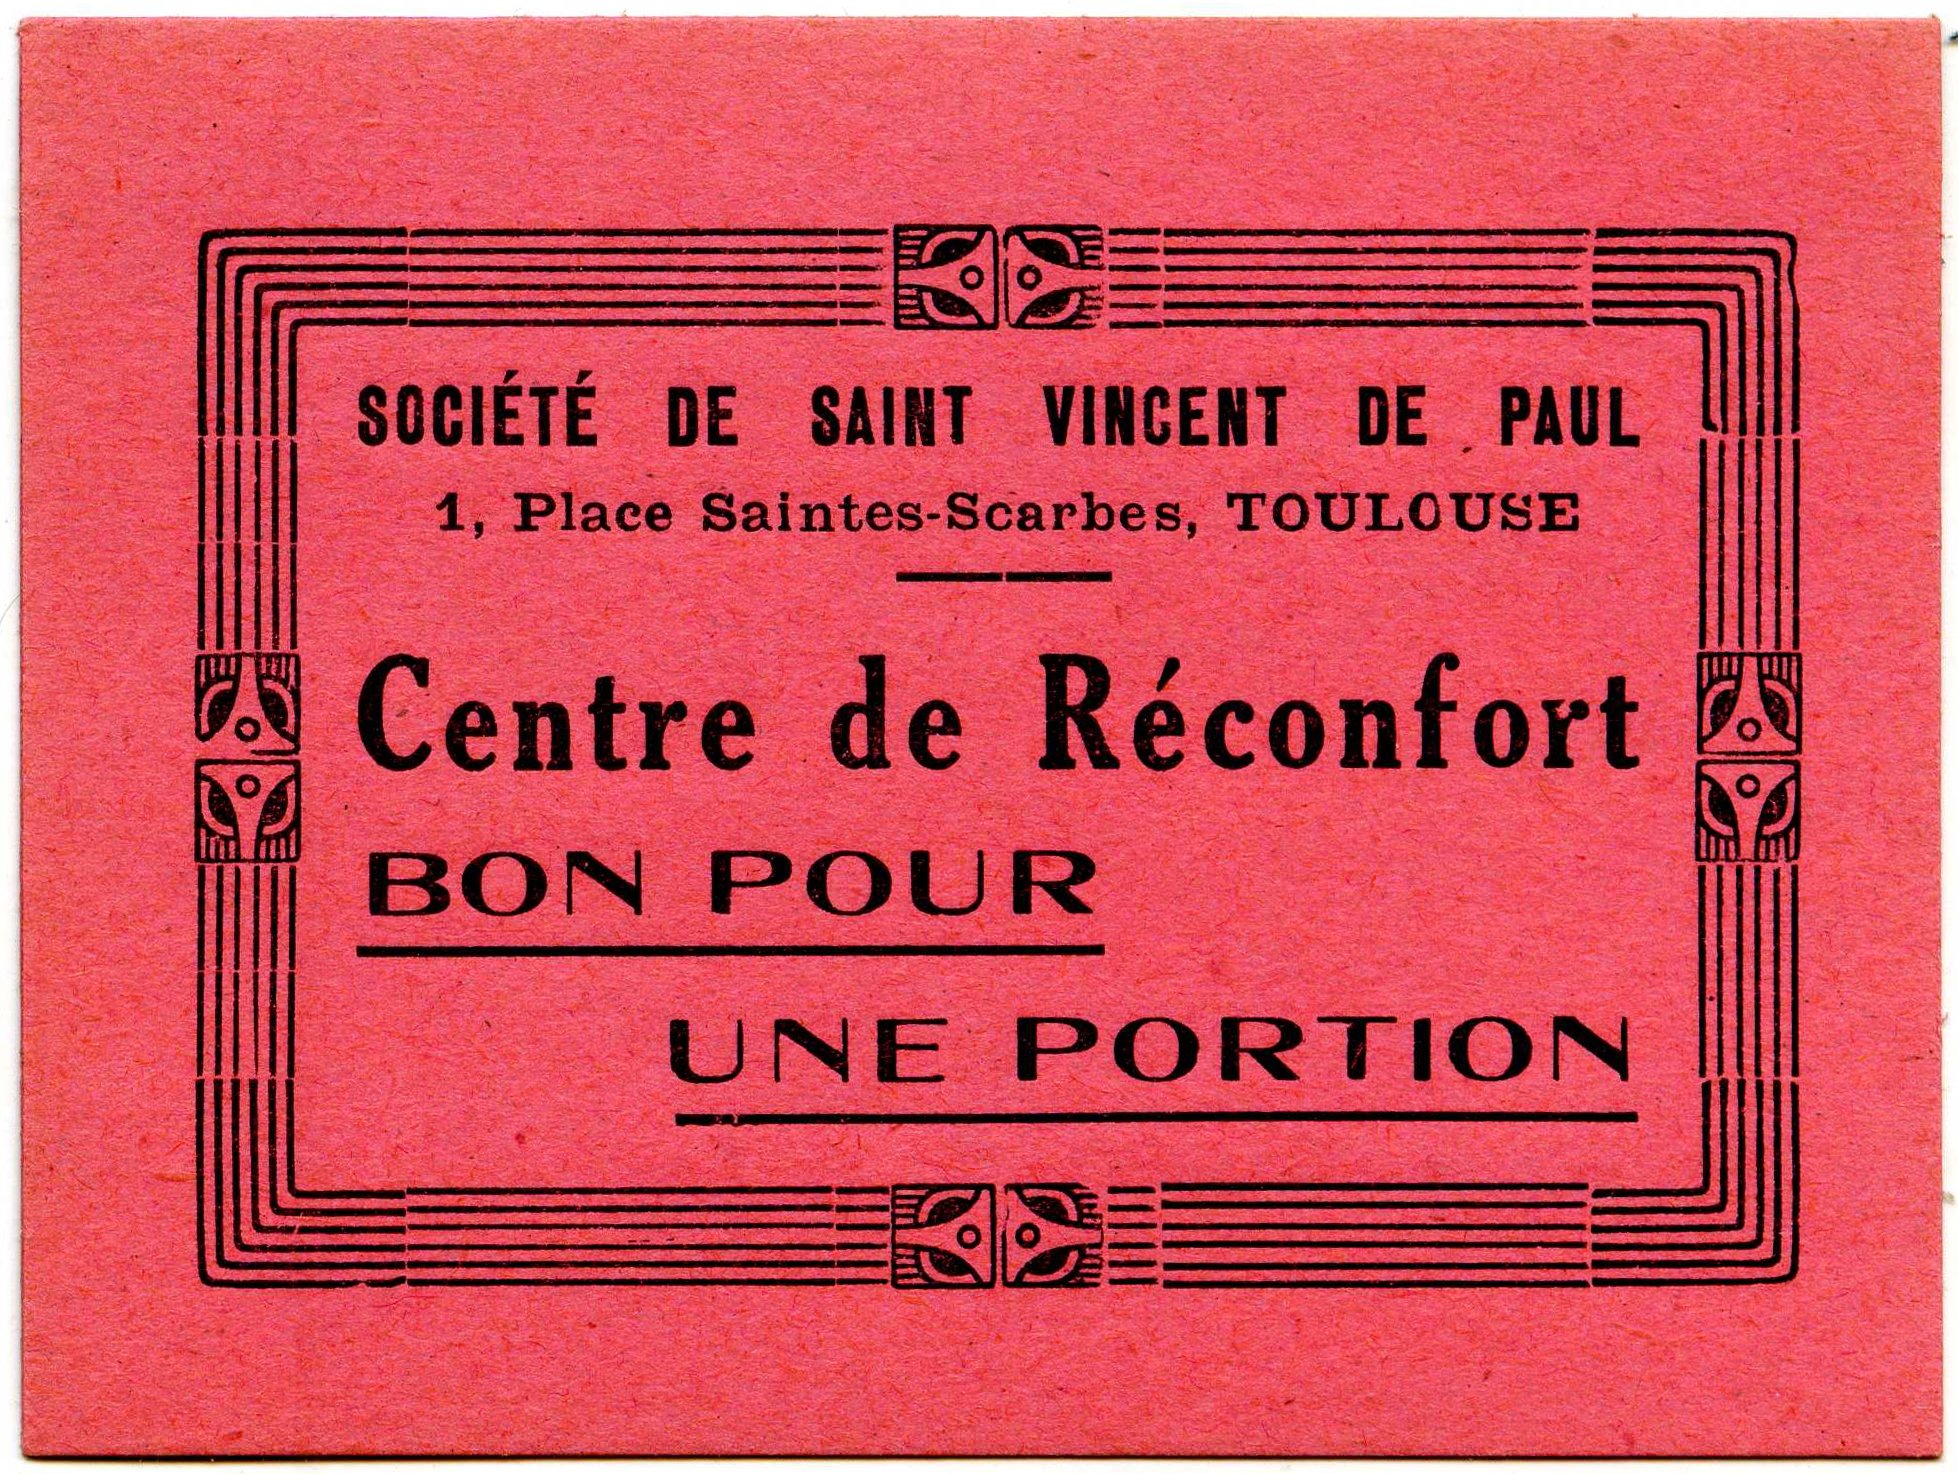 SOCIÉTÉ DE SAINT VINCENT DE PAUL
1, Place Saintes-Scarbes, TOULOUSE
Centre de Réconfort
BON POUR
UNE PORTION